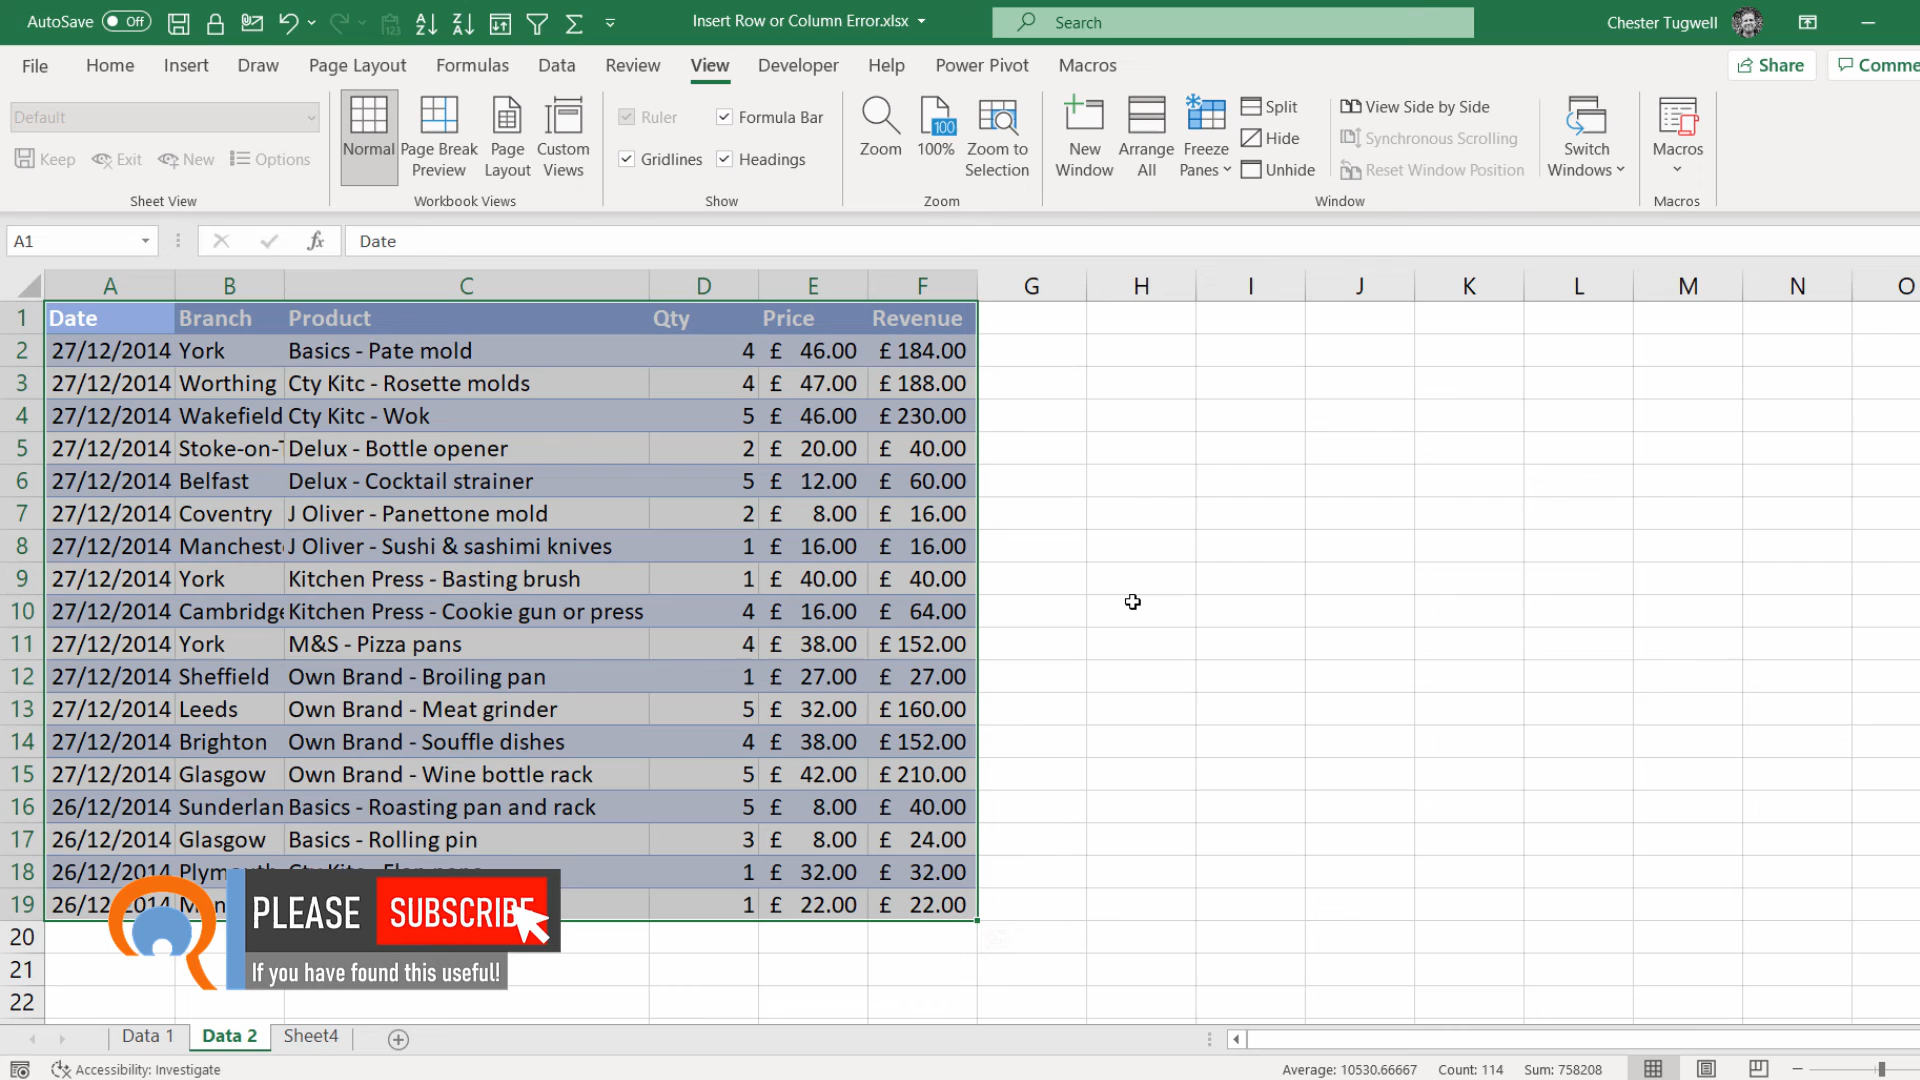 AutoSave Off Insert Row or Column Error.xlsx Search Chester Tugwell
File Home Insert Draw Page Layout Formulas Data Review View Developer Help Power Pivot Macros Share Comme
Default
Keep Exit New Options
Sheet View
Normal Page Break Preview Page Layout Custom Views
Workbook Views
Ruler Formula Bar
Gridlines Headings
Show
Zoom 100 100% Zoom to Selection
Zoom
New Window Arrange All Freeze Panes
Split
Hide
Unhide
View Side by Side
Synchronous Scrolling
Reset Window Position
Window
Switch Windows
Macros
Macros
A1 fx Date
A B C D E F G H I J K L M N O
1 Date Branch Product Qty Price Revenue
2 27/12/2014 York Basics - Pate mold 4 £ 46.00 £ 184.00
3 27/12/2014 Worthing Cty Kitc - Rosette molds 4 £ 47.00 £ 188.00
4 27/12/2014 Wakefield Cty Kitc - Wok 5 £ 46.00 £ 230.00
5 27/12/2014 Stoke-on-T Delux - Bottle opener 2 £ 20.00 £ 40.00
6 27/12/2014 Belfast Delux - Cocktail strainer 5 £ 12.00 £ 60.00
7 27/12/2014 Coventry J Oliver - Panettone mold 2 £ 8.00 £ 16.00
8 27/12/2014 Manchest J Oliver - Sushi & sashimi knives 1 £ 16.00 £ 16.00
9 27/12/2014 York Kitchen Press - Basting brush 1 £ 40.00 £ 40.00
10 27/12/2014 Cambridge Kitchen Press - Cookie gun or press 4 £ 16.00 £ 64.00
11 27/12/2014 York M&S - Pizza pans 4 £ 38.00 £ 152.00
12 27/12/2014 Sheffield Own Brand - Broiling pan 1 £ 27.00 £ 27.00
13 27/12/2014 Leeds Own Brand - Meat grinder 5 £ 32.00 £ 160.00
14 27/12/2014 Brighton Own Brand - Souffle dishes 4 £ 38.00 £ 152.00
15 27/12/2014 Glasgow Own Brand - Wine bottle rack 5 £ 42.00 £ 210.00
16 26/12/2014 Sunderlan Basics - Roasting pan and rack 5 £ 8.00 £ 40.00
17 26/12/2014 Glasgow Basics - Rolling pin 3 £ 8.00 £ 24.00
18 26/12/2014 Plymouth 1 £ 32.00 £ 32.00
19 1 £ 22.00 £ 22.00
20
21
22
PLEASE SUBSCRIBE
If you have found this useful!
Data 1 Data 2 Sheet4
Accessibility: Investigate Average: 10530.66667 Count: 114 Sum: 758208